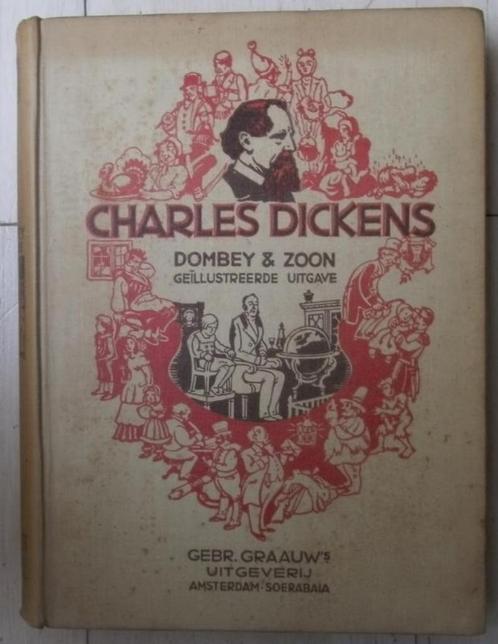 CHARLES DICKENS
DOMBEY & ZOON
GEÏLLUSTREERDE UITGAVE
GEBR. GRAAUW'S
UITGEVERIJ
AMSTERDAM-SOERABAIA